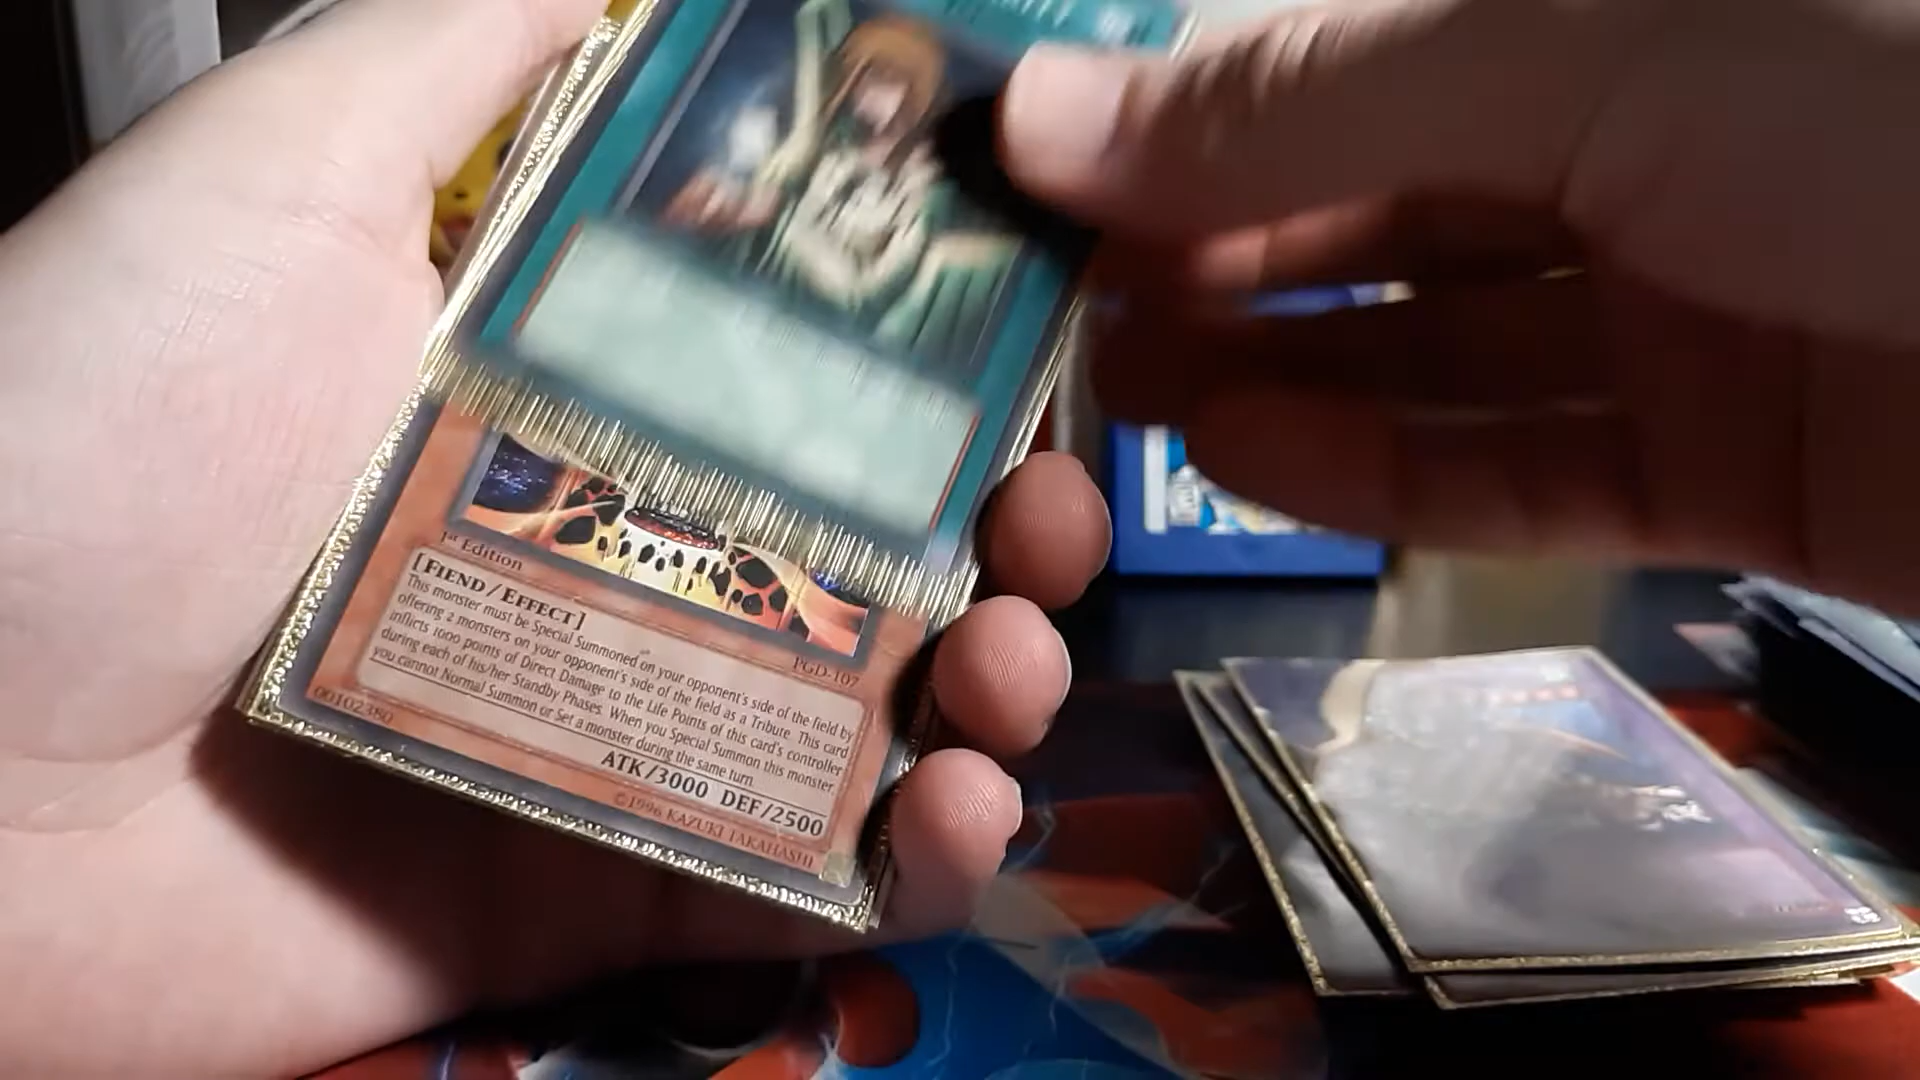 1st Edition
PGD-107
[FIEND/EFFECT]
This monster must be Special Summoned on your opponent's side of the field by
offering 2 monsters on your opponent's side of the field as a Tribute. This card
inflicts 1000 points of Direct Damage to the Life Points of this card's controller
during each of his/her Standby Phases. When you Special Summon this monster,
you cannot Normal Summon or Set a monster during the same turn.
ATK/3000 DEF/2500
00102380
©1996 KAZUKI TAKAHASHI